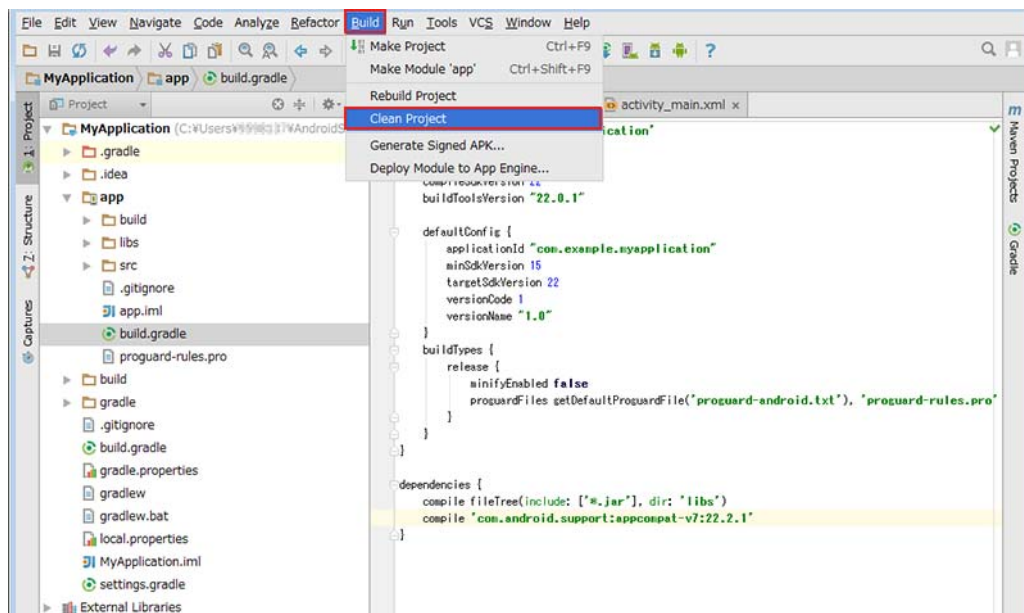 File Edit View Navigate Code Analyze Refactor Build Run Tools VCS Window Help
Make Project Ctrl+F9
Make Module 'app' Ctrl+Shift+F9
Rebuild Project
Clean Project
Generate Signed APK...
Deploy Module to App Engine...
MyApplication app build.gradle
1: Project
Z: Structure
Captures
Project
MyApplication (C:¥Users¥ ¥AndroidS
.gradle
.idea
app
build
libs
src
.gitignore
app.iml
build.gradle
proguard-rules.pro
build
gradle
.gitignore
build.gradle
gradle.properties
gradlew
gradlew.bat
local.properties
MyApplication.iml
settings.gradle
External Libraries
activity_main.xml
ication'
compileSdkVersion 22
buildToolsVersion "22.0.1"
defaultConfig {
applicationId "com.example.myapplication"
minSdkVersion 15
targetSdkVersion 22
versionCode 1
versionName "1.0"
}
buildTypes {
release {
minifyEnabled false
proguardFiles getDefaultProguardFile('proguard-android.txt'), 'proguard-rules.pro'
}
}
}
dependencies {
compile fileTree(include: ['*.jar'], dir: 'libs')
compile 'com.android.support:appcompat-v7:22.2.1'
}
Maven Projects
Gradle